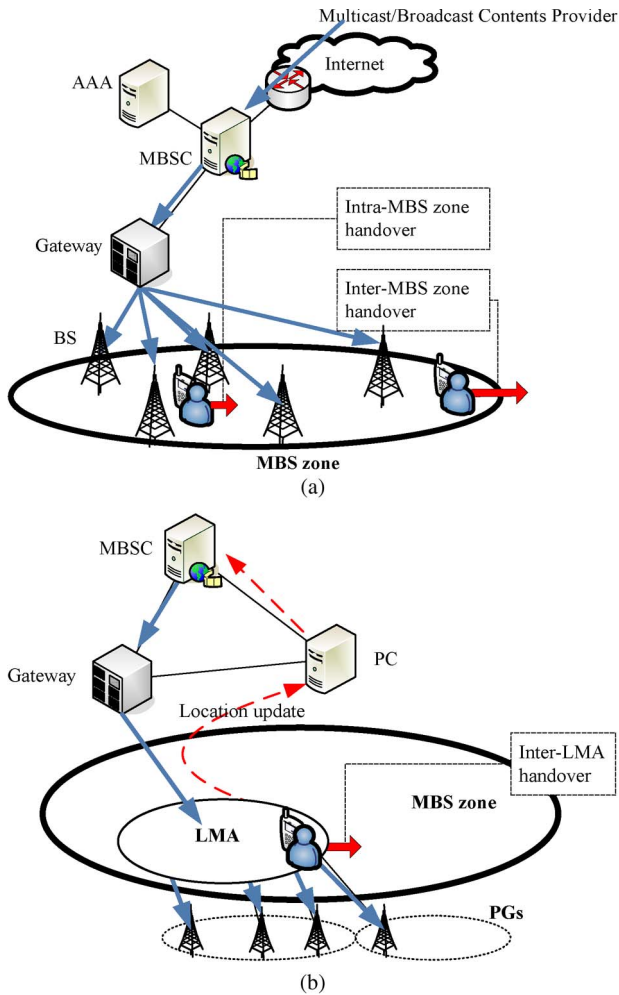 Multicast/Broadcast Contents Provider
Internet
AAA
MBSC
Intra-MBS zone
handover
Gateway
Inter-MBS zone
handover
BS
MBS zone
(a)
MBSC
PC
Gateway
Location update
Inter-LMA
handover
MBS zone
LMA
PGs
(b)